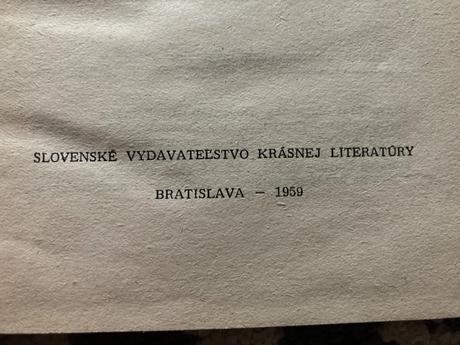 SLOVENSKÉ VYDAVATEĽSTVO KRÁSNEJ LITERATÚRY
BRATISLAVA – 1959